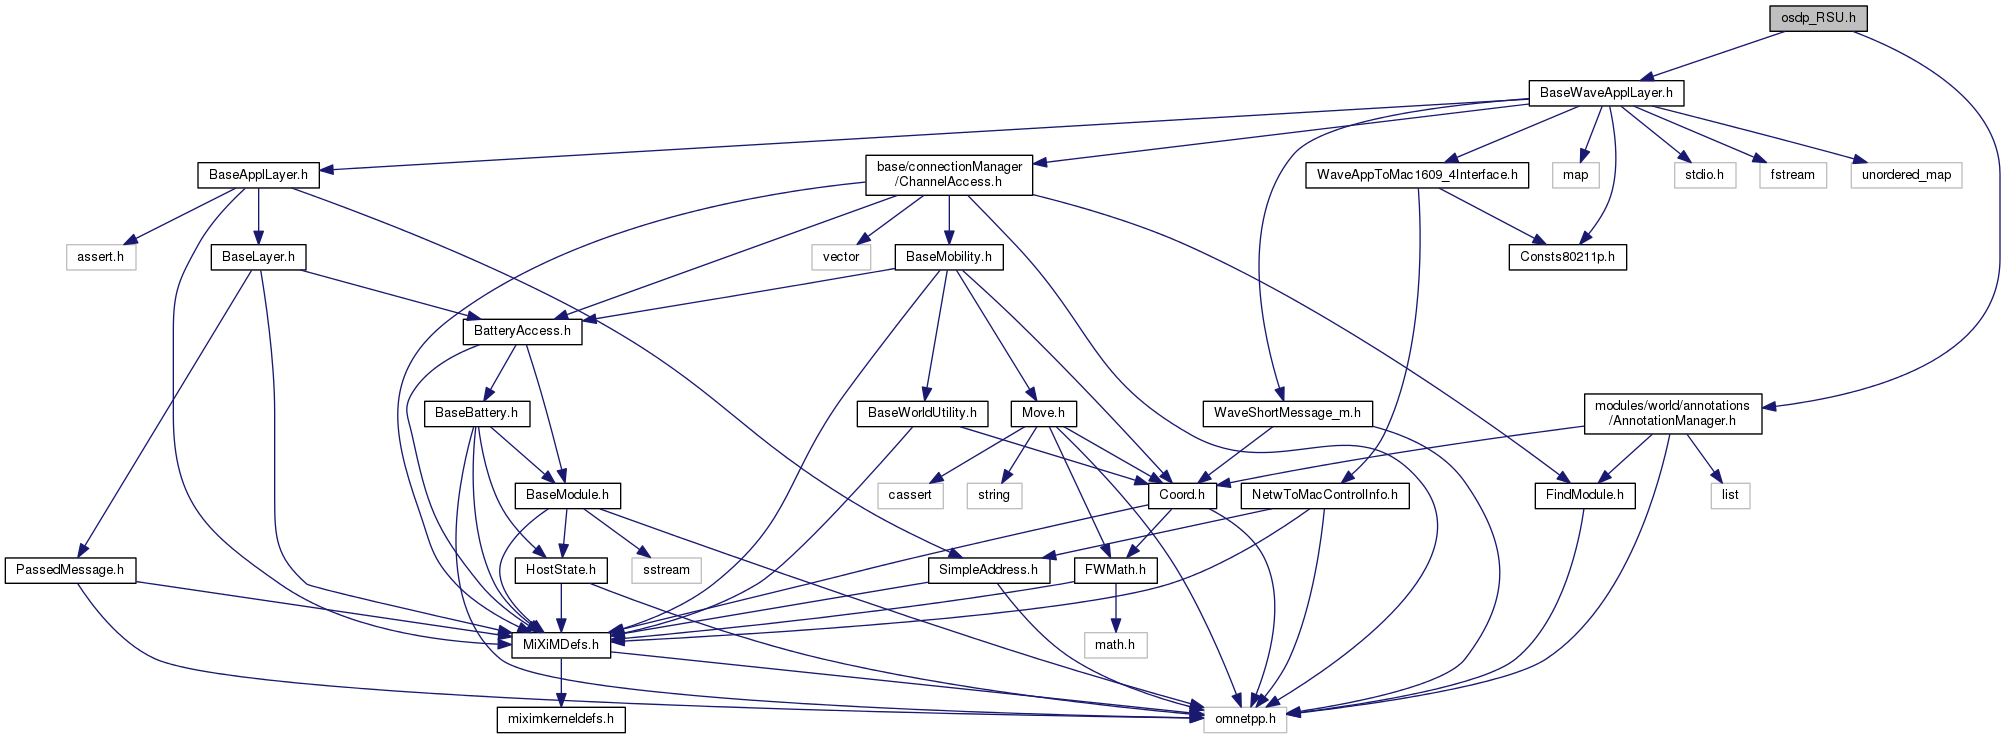 osdp_RSU.h
BaseWaveApplLayer.h
BaseApplLayer.h
base/connectionManager
/ChannelAccess.h
WaveAppToMac1609_4Interface.h
map
stdio.h
fstream
unordered_map
assert.h
BaseLayer.h
vector
BaseMobility.h
Consts80211p.h
BatteryAccess.h
BaseBattery.h
BaseWorldUtility.h
Move.h
WaveShortMessage_m.h
modules/world/annotations
/AnnotationManager.h
BaseModule.h
cassert
string
Coord.h
NetwToMacControlInfo.h
FindModule.h
list
PassedMessage.h
HostState.h
sstream
SimpleAddress.h
FWMath.h
MiXiMDefs.h
math.h
miximkerneldefs.h
omnetpp.h